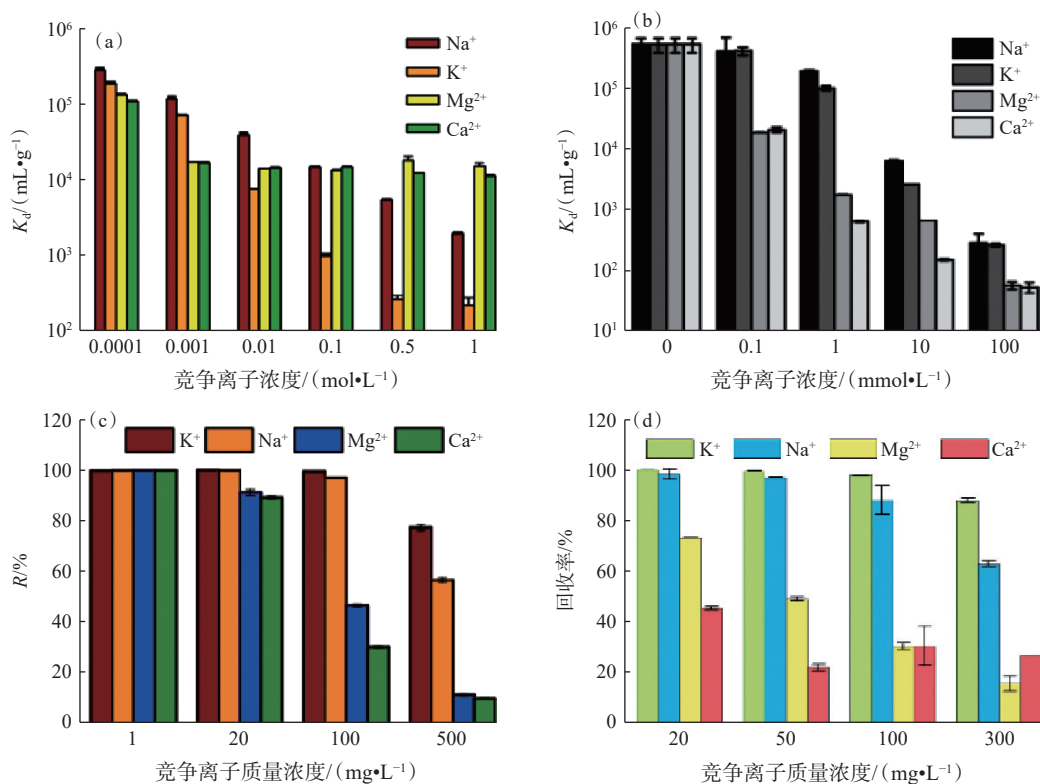 (a)
10⁶
10⁵
10⁴
10³
10²
K_d/(mL•g⁻¹)
Na⁺
K⁺
Mg²⁺
Ca²⁺
0.0001 0.001 0.01 0.1 0.5 1
竞争离子浓度/(mol•L⁻¹)
(b)
10⁶
10⁵
10⁴
10³
10²
10¹
K_d/(mL•g⁻¹)
Na⁺
K⁺
Mg²⁺
Ca²⁺
0 0.1 1 10 100
竞争离子浓度/(mmol•L⁻¹)
(c)
120
100
80
60
40
20
0
R/%
K⁺ Na⁺ Mg²⁺ Ca²⁺
1 20 100 500
竞争离子质量浓度/(mg•L⁻¹)
(d)
120
100
80
60
40
20
0
回收率/%
K⁺ Na⁺ Mg²⁺ Ca²⁺
20 50 100 300
竞争离子质量浓度/(mg•L⁻¹)